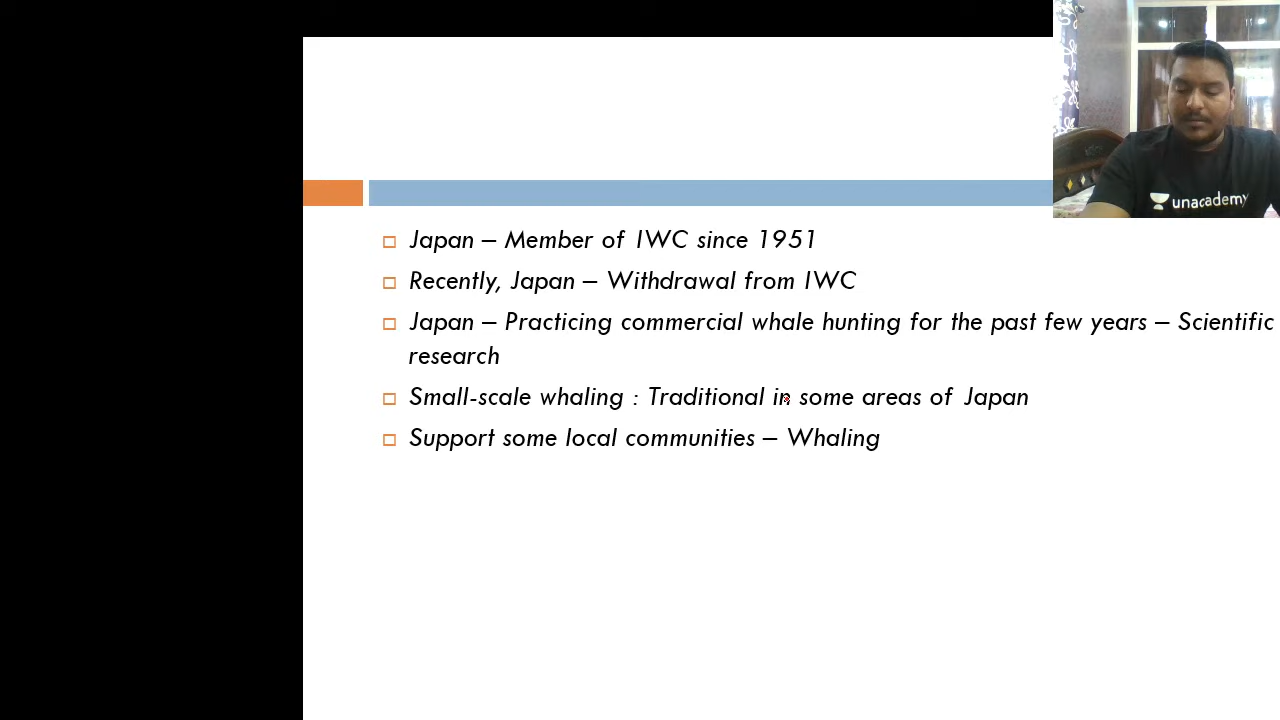 unacademy
Japan – Member of IWC since 1951
Recently, Japan – Withdrawal from IWC
Japan – Practicing commercial whale hunting for the past few years – Scientific
research
Small-scale whaling : Traditional in some areas of Japan
Support some local communities – Whaling